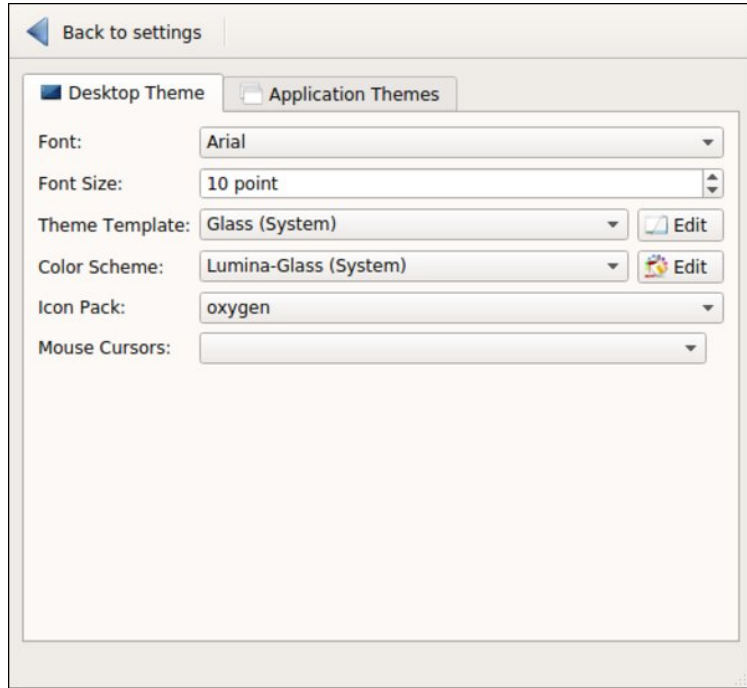 Back to settings
Desktop Theme Application Themes
Font: Arial
Font Size: 10 point
Theme Template: Glass (System) Edit
Color Scheme: Lumina-Glass (System) Edit
Icon Pack: oxygen
Mouse Cursors: